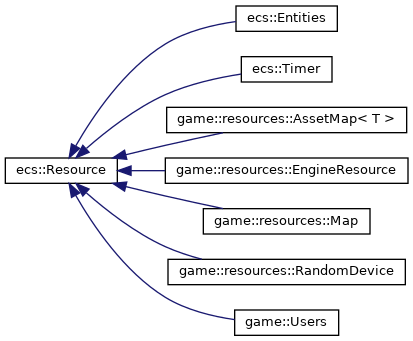 ecs::Entities
ecs::Timer
game::resources::AssetMap< T >
ecs::Resource
game::resources::EngineResource
game::resources::Map
game::resources::RandomDevice
game::Users